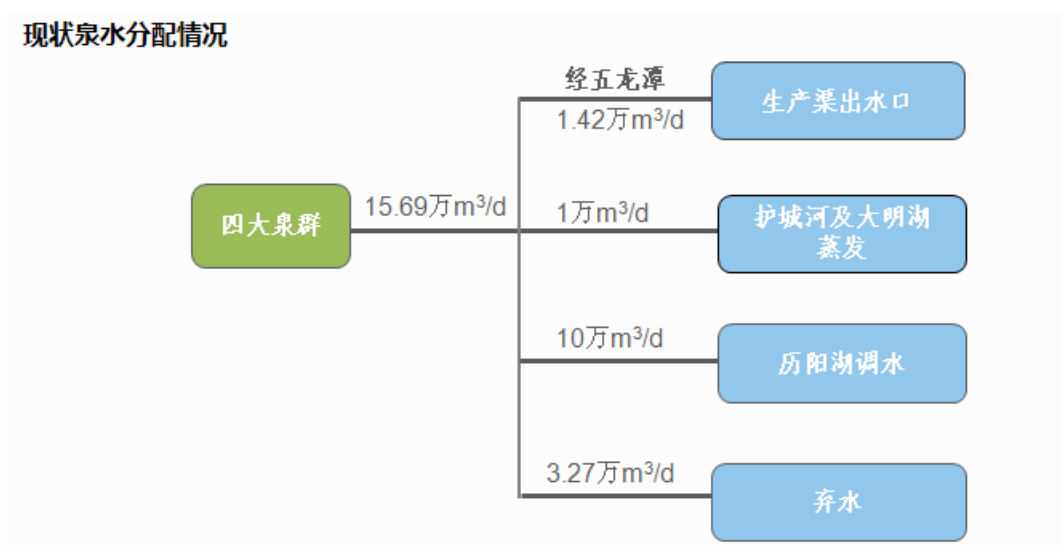 现状泉水分配情况
经五龙潭
1.42万m³/d
生产渠出水口
四大泉群
15.69万m³/d
1万m³/d
护城河及大明湖
蒸发
10万m³/d
历阳湖调水
3.27万m³/d
弃水